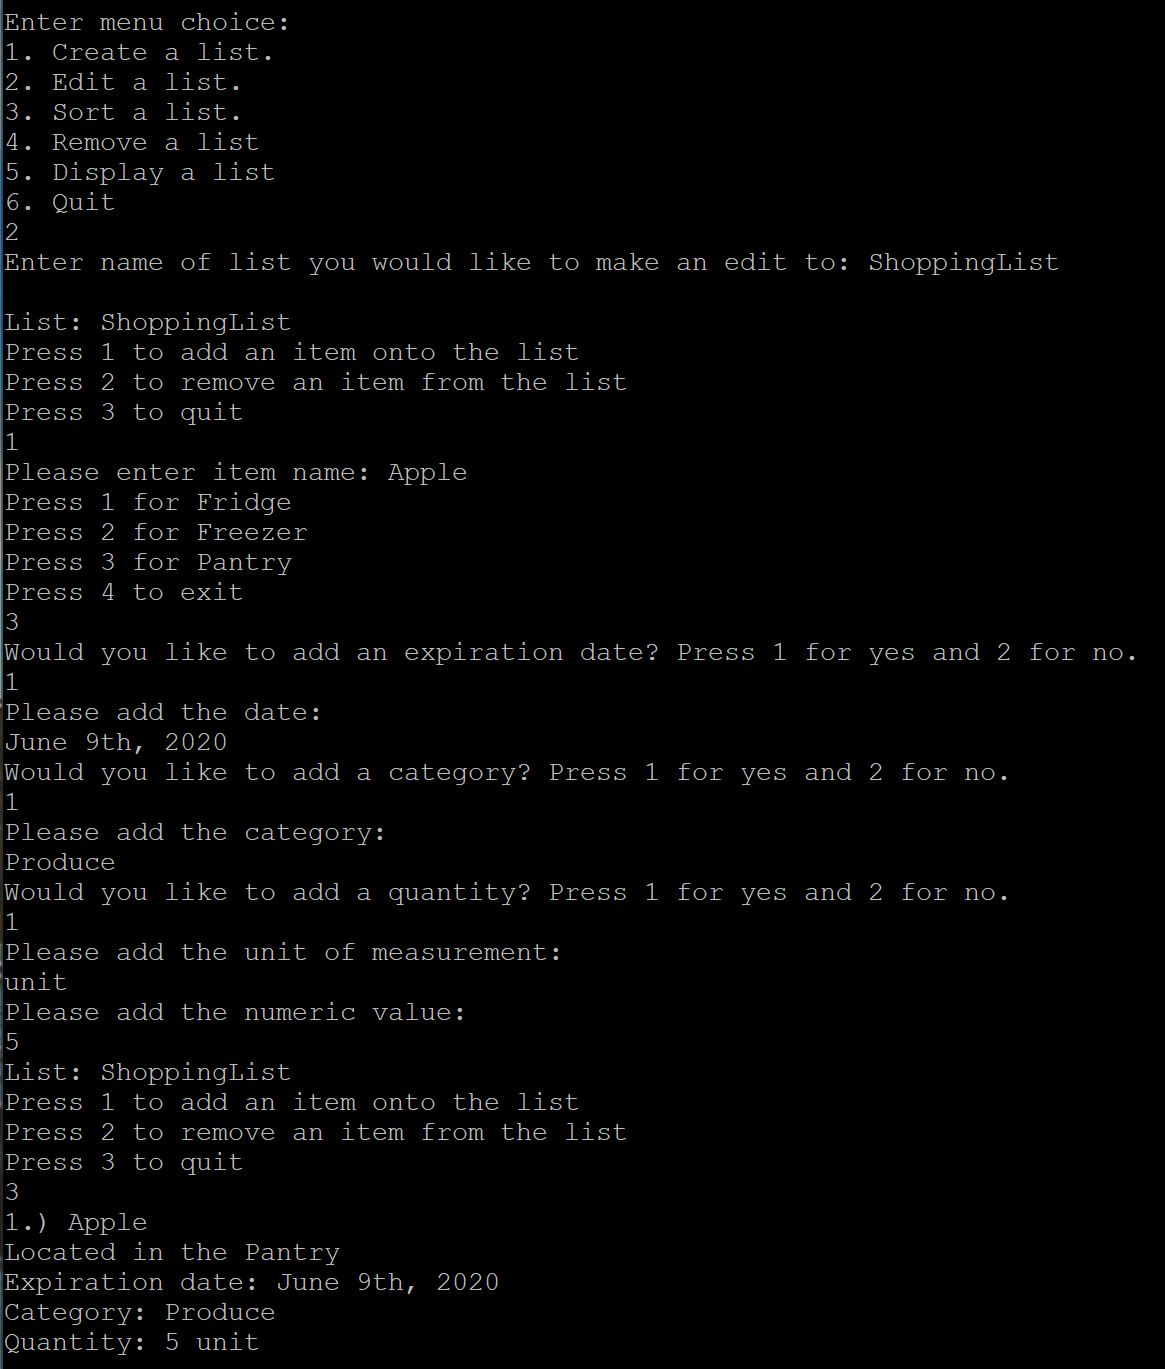 Enter menu choice:
1. Create a list.
2. Edit a list.
3. Sort a list.
4. Remove a list
5. Display a list
6. Quit
2
Enter name of list you would like to make an edit to: ShoppingList
List: ShoppingList
Press 1 to add an item onto the list
Press 2 to remove an item from the list
Press 3 to quit
1
Please enter item name: Apple
Press 1 for Fridge
Press 2 for Freezer
Press 3 for Pantry
Press 4 to exit
3
Would you like to add an expiration date? Press 1 for yes and 2 for no.
1
Please add the date:
June 9th, 2020
Would you like to add a category? Press 1 for yes and 2 for no.
1
Please add the category:
Produce
Would you like to add a quantity? Press 1 for yes and 2 for no.
1
Please add the unit of measurement:
unit
Please add the numeric value:
5
List: ShoppingList
Press 1 to add an item onto the list
Press 2 to remove an item from the list
Press 3 to quit
3
1.) Apple
Located in the Pantry
Expiration date: June 9th, 2020
Category: Produce
Quantity: 5 unit